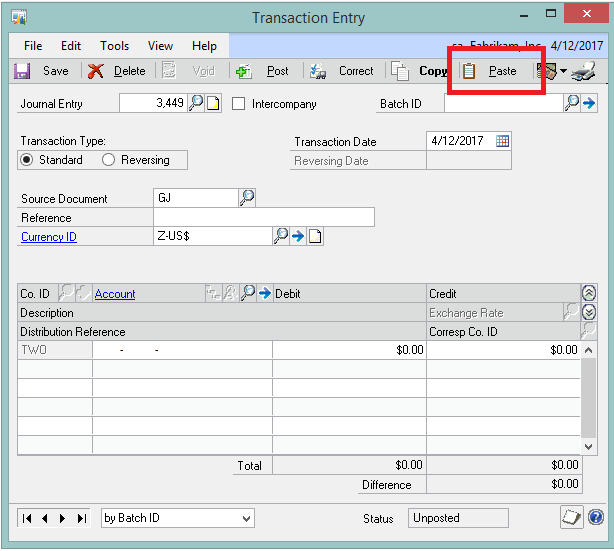 Transaction Entry
File Edit Tools View Help sa Fabrikam, Inc. 4/12/2017
Save Delete Void Post Correct Copy Paste
Journal Entry 3,449 Intercompany Batch ID
Transaction Type:
Standard Reversing
Transaction Date 4/12/2017
Reversing Date
Source Document GJ
Reference
Currency ID Z-US$
Co. ID Account Debit Credit
Description Exchange Rate
Distribution Reference Corresp Co. ID
TWO - - $0.00 $0.00
Total $0.00 $0.00
Difference $0.00
by Batch ID Status Unposted